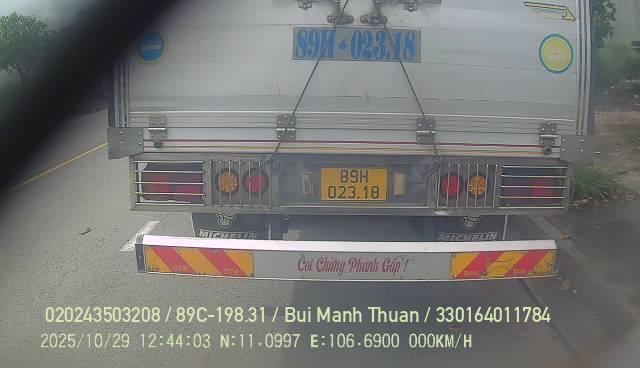 89H-023.18
89H
023.18
MICHELIN
MICHELIN
Coi Chừng Phanh Gấp !
020243503208 / 89C-198.31 / Bui Manh Thuan / 330164011784
2025/10/29 12:44:03 N:11.0997 E:106.6900 000KM/H